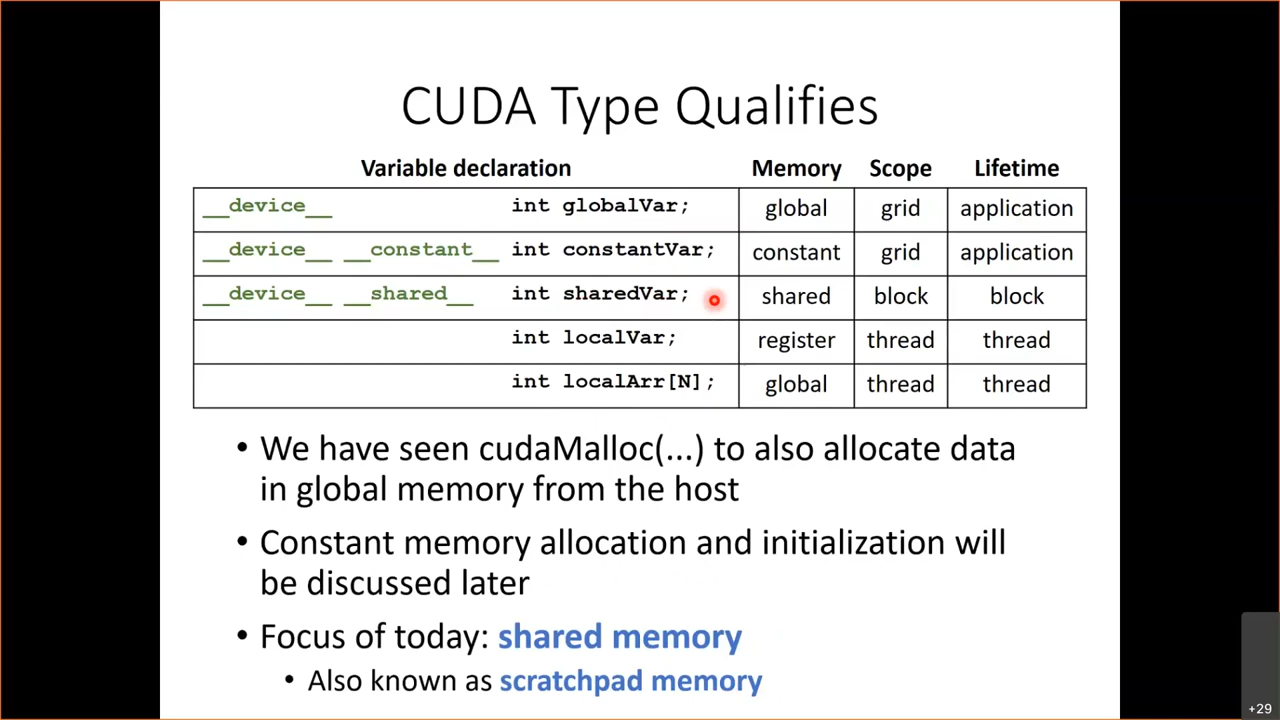 CUDA Type Qualifies
Variable declaration Memory Scope Lifetime
__device__ int globalVar; global grid application
__device__ __constant__ int constantVar; constant grid application
__device__ __shared__ int sharedVar; shared block block
int localVar; register thread thread
int localArr[N]; global thread thread
• We have seen cudaMalloc(...) to also allocate data
in global memory from the host
• Constant memory allocation and initialization will
be discussed later
• Focus of today: shared memory
• Also known as scratchpad memory
+29